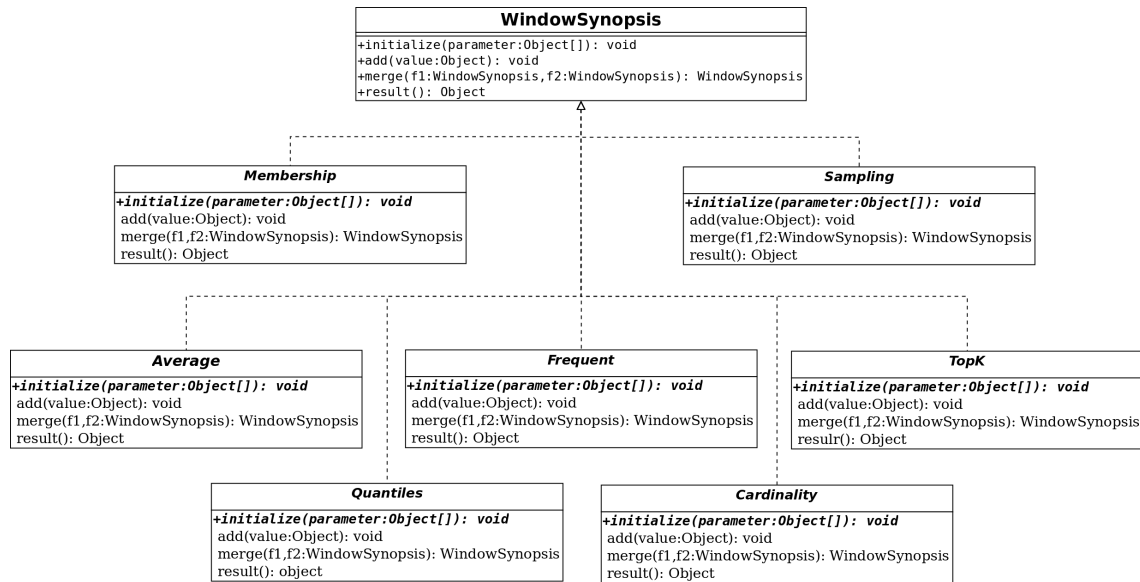 WindowSynopsis
+initialize(parameter:Object[]): void
+add(value:Object): void
+merge(f1:WindowSynopsis,f2:WindowSynopsis): WindowSynopsis
+result(): Object
Membership
+initialize(parameter:Object[]): void
add(value:Object): void
merge(f1,f2:WindowSynopsis): WindowSynopsis
result(): Object
Sampling
+initialize(parameter:Object[]): void
add(value:Object): void
merge(f1,f2:WindowSynopsis): WindowSynopsis
result(): Object
Average
+initialize(parameter:Object[]): void
add(value:Object): void
merge(f1,f2:WindowSynopsis): WindowSynopsis
result(): Object
Frequent
+initialize(parameter:Object[]): void
add(value:Object): void
merge(f1,f2:WindowSynopsis): WindowSynopsis
result(): Object
TopK
+initialize(parameter:Object[]): void
add(value:Object): void
merge(f1,f2:WindowSynopsis): WindowSynopsis
resulr(): Object
Quantiles
+initialize(parameter:Object[]): void
add(value:Object): void
merge(f1,f2:WindowSynopsis): WindowSynopsis
result(): object
Cardinality
+initialize(parameter:Object[]): void
add(value:Object): void
merge(f1,f2:WindowSynopsis): WindowSynopsis
result(): Object